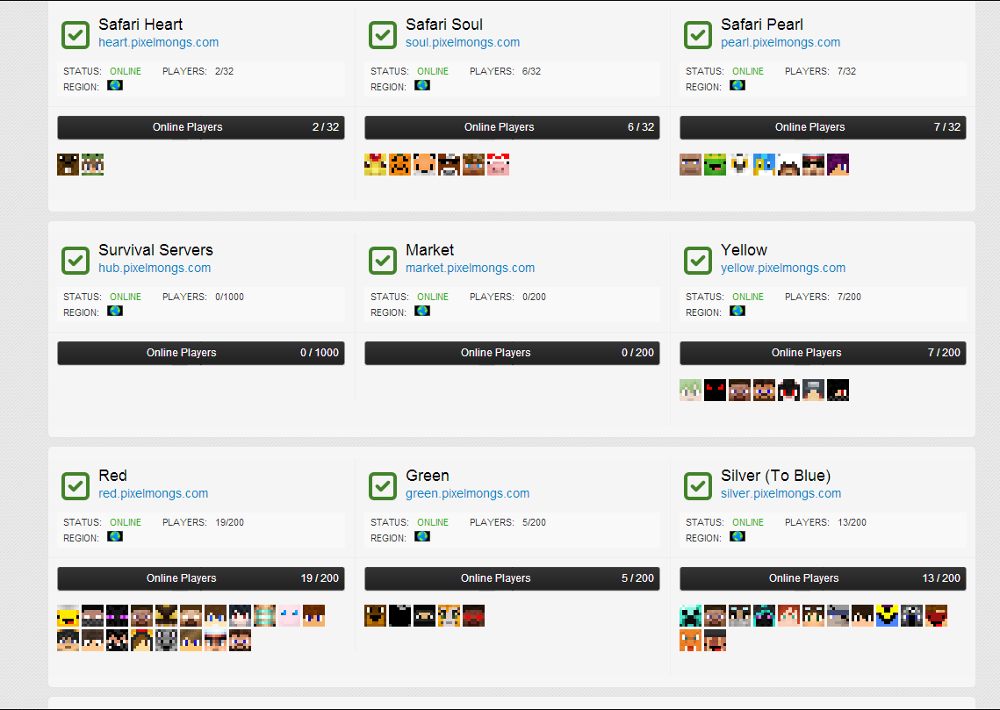 Safari Heart
heart.pixelmongs.com
STATUS: ONLINE PLAYERS: 2/32
REGION:
Online Players 2 / 32
Safari Soul
soul.pixelmongs.com
STATUS: ONLINE PLAYERS: 6/32
REGION:
Online Players 6 / 32
Safari Pearl
pearl.pixelmongs.com
STATUS: ONLINE PLAYERS: 7/32
REGION:
Online Players 7 / 32
Survival Servers
hub.pixelmongs.com
STATUS: ONLINE PLAYERS: 0/1000
REGION:
Online Players 0 / 1000
Market
market.pixelmongs.com
STATUS: ONLINE PLAYERS: 0/200
REGION:
Online Players 0 / 200
Yellow
yellow.pixelmongs.com
STATUS: ONLINE PLAYERS: 7/200
REGION:
Online Players 7 / 200
Red
red.pixelmongs.com
STATUS: ONLINE PLAYERS: 19/200
REGION:
Online Players 19 / 200
Green
green.pixelmongs.com
STATUS: ONLINE PLAYERS: 5/200
REGION:
Online Players 5 / 200
Silver (To Blue)
silver.pixelmongs.com
STATUS: ONLINE PLAYERS: 13/200
REGION:
Online Players 13 / 200